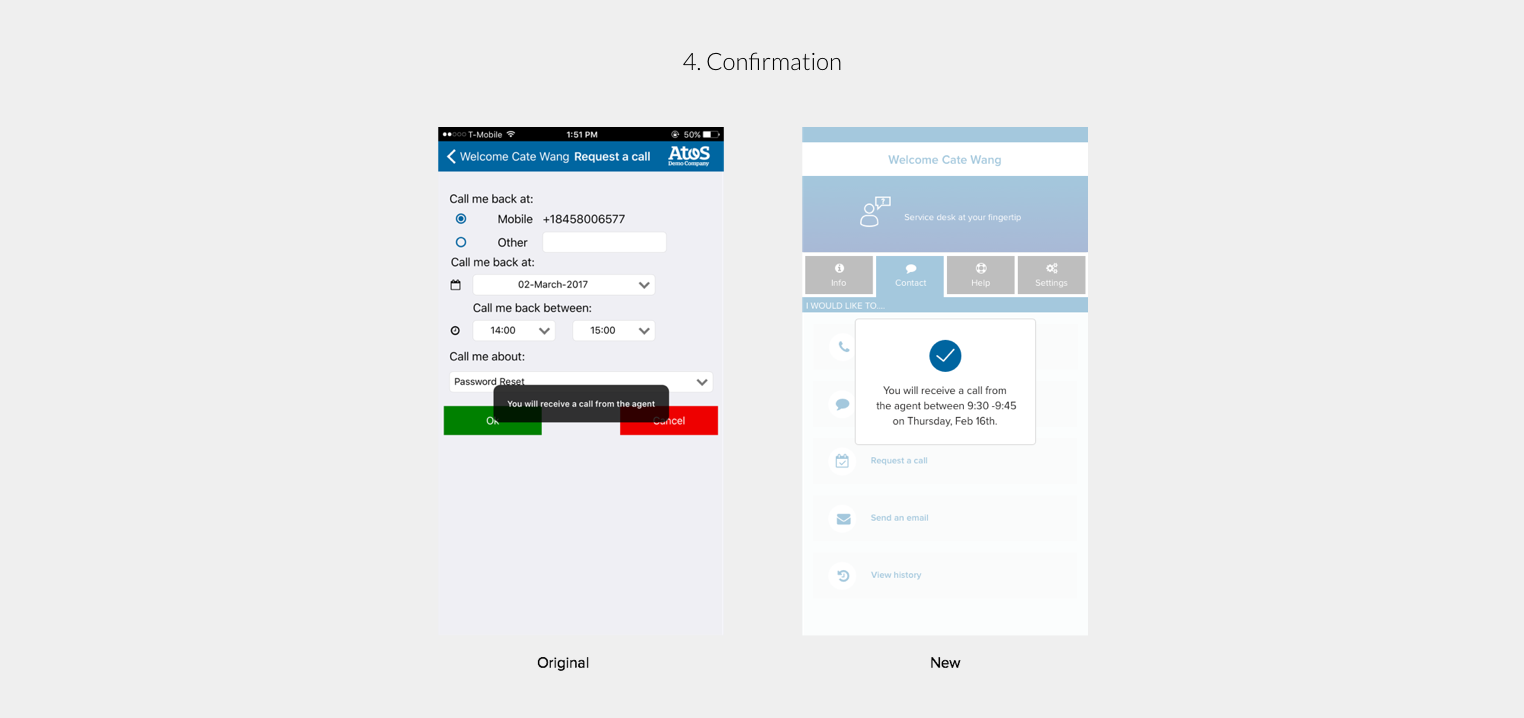 4. Confirmation
T-Mobile 1:51 PM 50%
Welcome Cate Wang Request a call AtoS
Demo Company
Call me back at:
Mobile +18458006577
Other
Call me back at:
02-March-2017
Call me back between:
14:00 15:00
Call me about:
Password Reset
You will receive a call from the agent
Ok Cancel
Original
Welcome Cate Wang
?
Service desk at your fingertip
Info Contact Help Settings
I WOULD LIKE TO...
You will receive a call from
the agent between 9:30 -9:45
on Thursday, Feb 16th.
Request a call
Send an email
View history
New